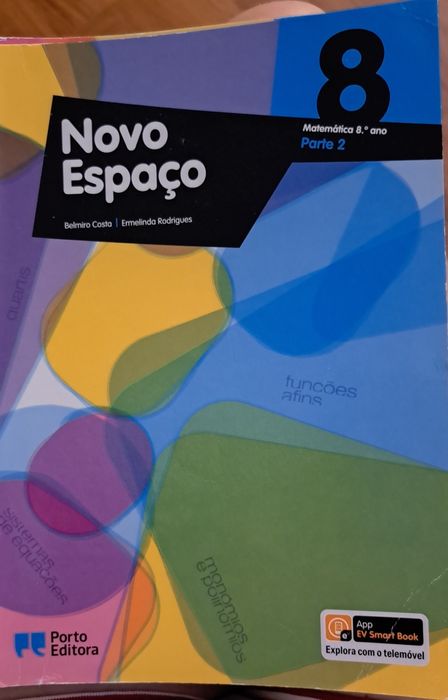 8
Matemática 8.º ano
Parte 2
Novo
Espaço
Belmiro Costa | Ermelinda Rodrigues
quartis
funções
afins
sistemas
de equações
monómios
e polinómios
Porto
Editora
App
EV Smart Book
e
Explora com o telemóvel